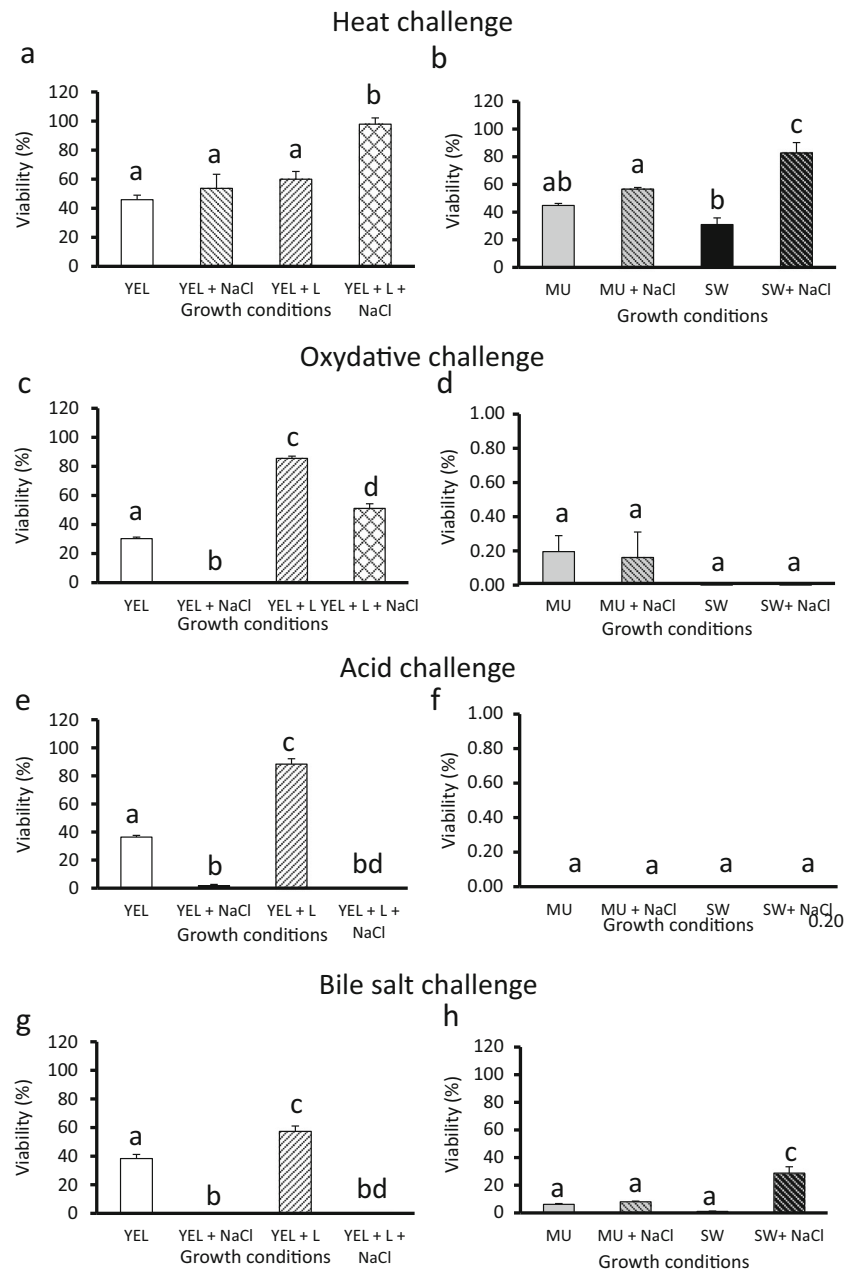 Heat challenge
a
Viability (%)
120
100
80
60
40
20
0
a
a
a
b
YEL
YEL + NaCl
YEL + L
YEL + L +
NaCl
Growth conditions
b
Viability (%)
120
100
80
60
40
20
0
ab
a
b
c
MU
MU + NaCl
SW
SW+ NaCl
Growth conditions
Oxydative challenge
c
Viability (%)
120
100
80
60
40
20
0
a
b
c
d
YEL
YEL + NaCl
YEL + L
YEL + L + NaCl
Growth conditions
d
Viability (%)
1.00
0.80
0.60
0.40
0.20
0.00
a
a
a
a
MU
MU + NaCl
SW
SW+ NaCl
Growth conditions
Acid challenge
e
Viability (%)
120
100
80
60
40
20
0
a
b
c
bd
YEL
YEL + NaCl
YEL + L
YEL + L +
NaCl
Growth conditions
f
Viability (%)
1.00
0.80
0.60
0.40
0.20
0.00
a
a
a
a
MU
MU + NaCl
SW
SW+ NaCl
Growth conditions
0.20
Bile salt challenge
g
Viability (%)
120
100
80
60
40
20
0
a
b
c
bd
YEL
YEL + NaCl
YEL + L
YEL + L +
NaCl
Growth conditions
h
Viability (%)
120
100
80
60
40
20
0
a
a
a
c
MU
MU + NaCl
SW
SW+ NaCl
Growth conditions